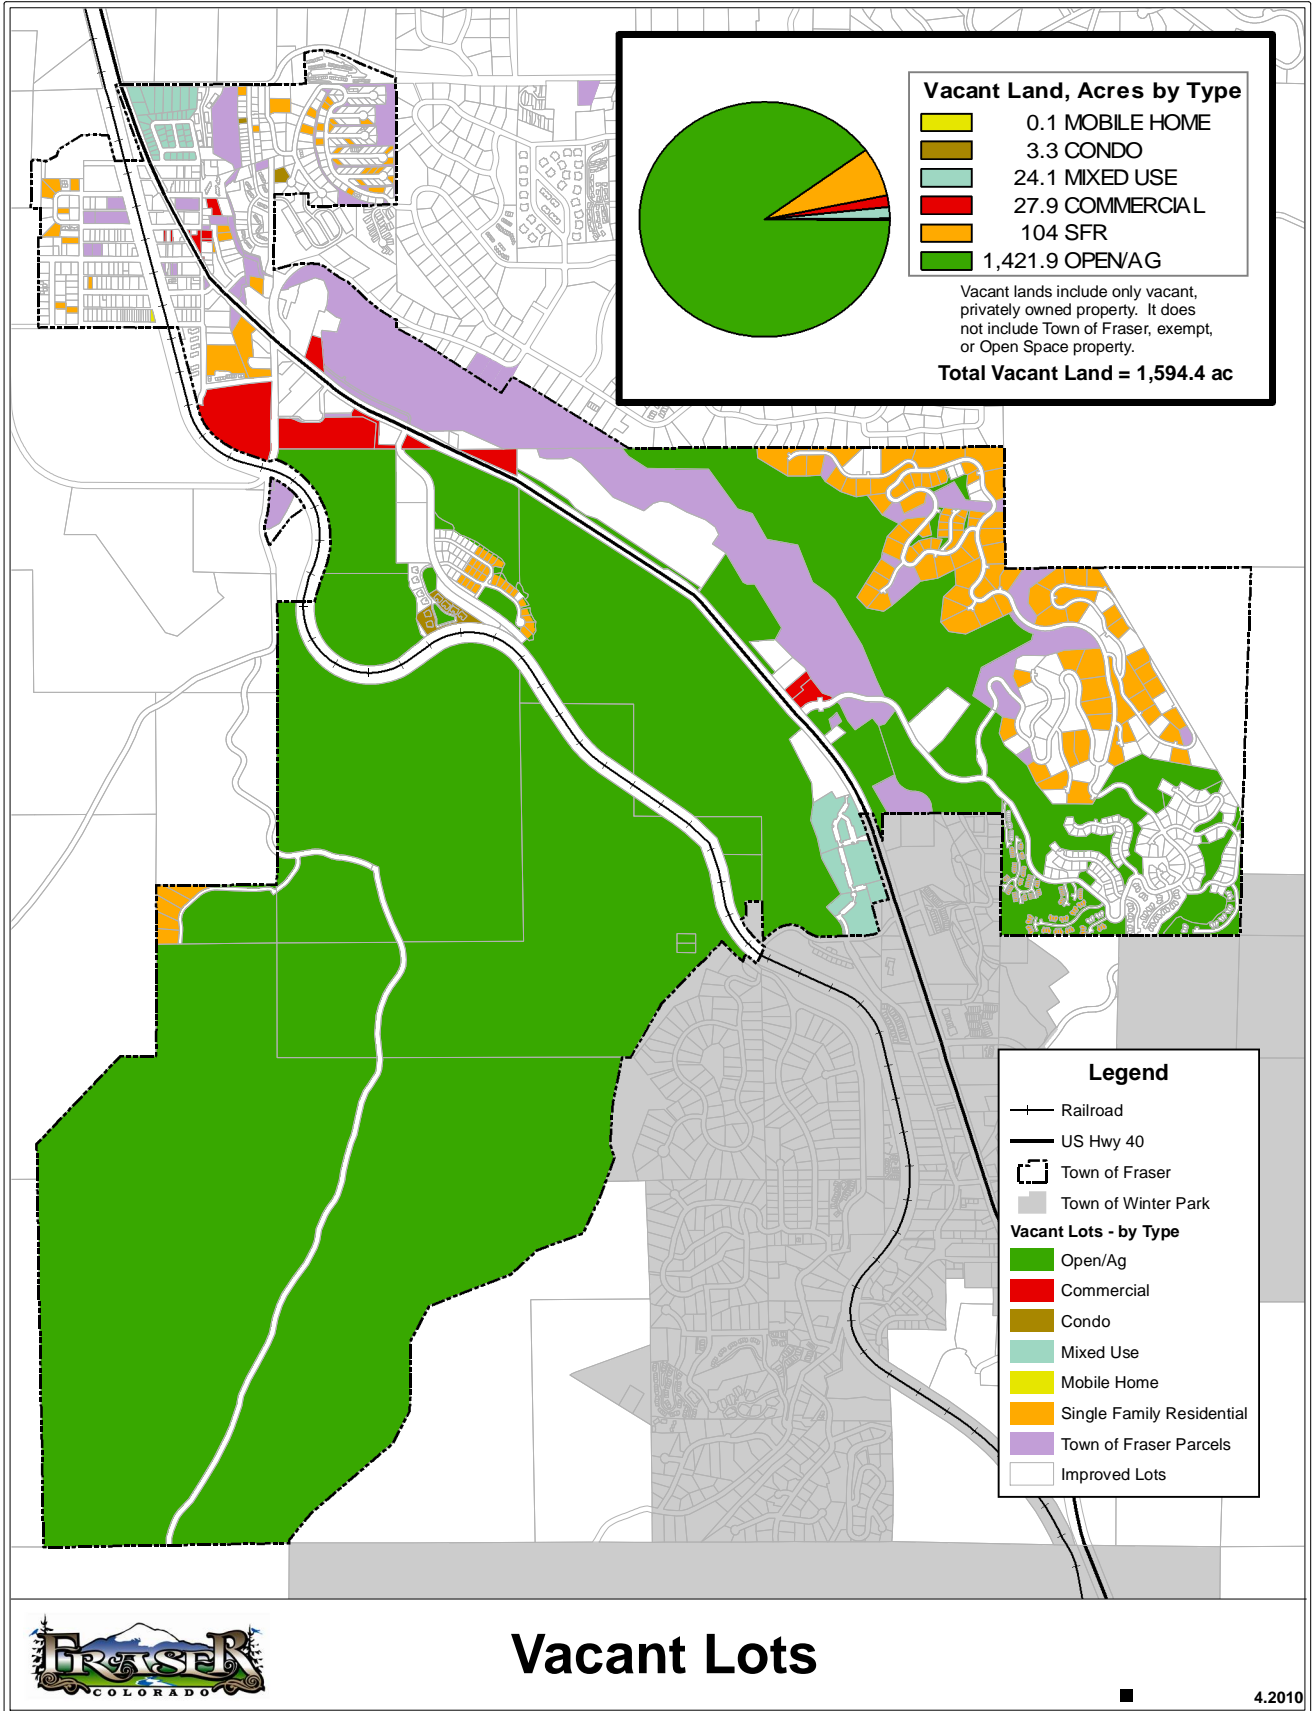 Vacant Land, Acres by Type
0.1 MOBILE HOME
3.3 CONDO
24.1 MIXED USE
27.9 COMMERCIAL
104 SFR
1,421.9 OPEN/AG
Vacant lands include only vacant,
privately owned property. It does
not include Town of Fraser, exempt,
or Open Space property.
Total Vacant Land = 1,594.4 ac
Legend
Railroad
US Hwy 40
Town of Fraser
Town of Winter Park
Vacant Lots - by Type
Open/Ag
Commercial
Condo
Mixed Use
Mobile Home
Single Family Residential
Town of Fraser Parcels
Improved Lots
FRASER
COLORADO
Vacant Lots
4.2010